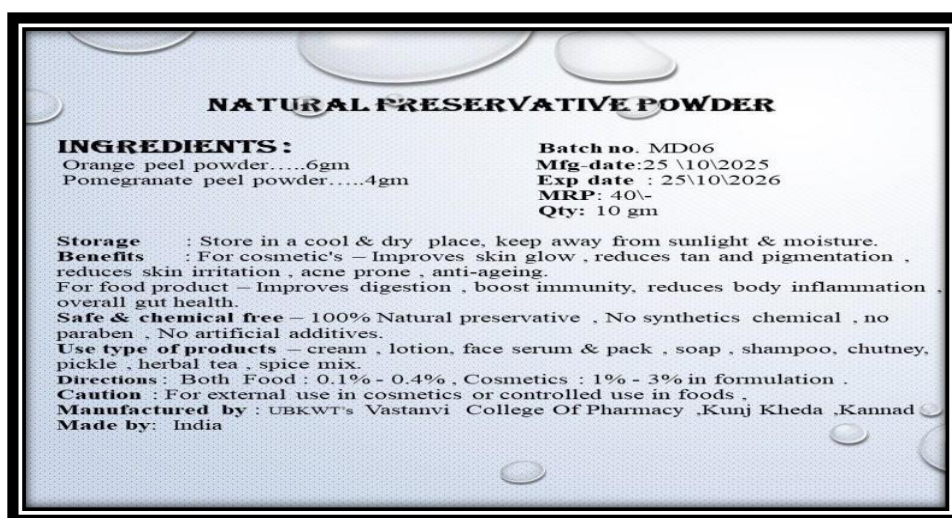 NATURAL PRESERVATIVE POWDER
INGREDIENTS :
Orange peel powder.....6gm
Pomegranate peel powder.....4gm
Batch no. MD06
Mfg-date:25 \10\2025
Exp date : 25\10\2026
MRP: 40\-
Qty: 10 gm
Storage : Store in a cool & dry place, keep away from sunlight & moisture.
Benefits : For cosmetic's – Improves skin glow , reduces tan and pigmentation ,
reduces skin irritation , acne prone , anti-ageing.
For food product – Improves digestion , boost immunity, reduces body inflammation ,
overall gut health.
Safe & chemical free – 100% Natural preservative , No synthetics chemical , no
paraben , No artificial additives.
Use type of products – cream , lotion, face serum & pack , soap , shampoo, chutney,
pickle , herbal tea , spice mix.
Directions : Both Food : 0.1% - 0.4% , Cosmetics : 1% - 3% in formulation .
Caution : For external use in cosmetics or controlled use in foods ,
Manufactured by : UBKWT's Vastanvi College Of Pharmacy ,Kunj Kheda ,Kannad
Made by: India